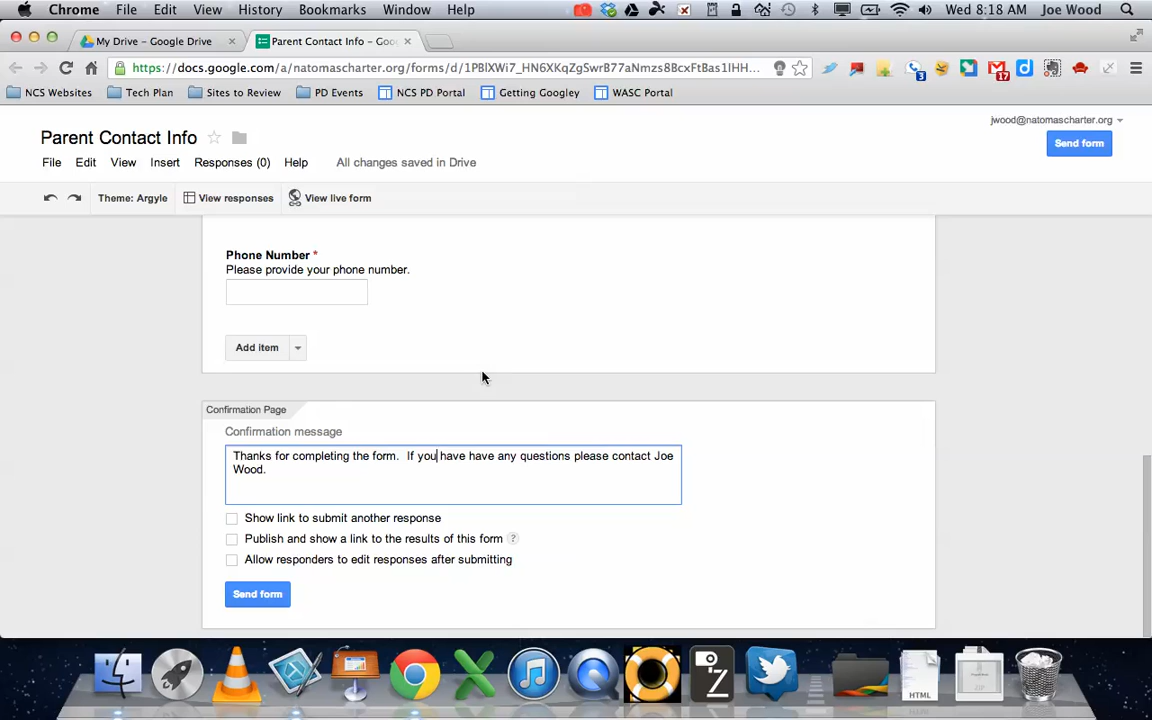 Chrome File Edit View History Bookmarks Window Help Wed 8:18 AM Joe Wood
My Drive – Google Drive × Parent Contact Info – Goo ×
https://docs.google.com/a/natomascharter.org/forms/d/ 3 17
NCS Websites Tech Plan Sites to Review PD Events NCS PD Portal Getting Googley WASC Portal
jwood@natomascharter.org
Parent Contact Info
Send form
File Edit View Insert Responses (0) Help All changes saved in Drive
Theme: Argyle View responses View live form
Phone Number *
Please provide your phone number.
Add item
Confirmation Page
Confirmation message
Thanks for completing the form. If you have have any questions please contact Joe
Wood.
Show link to submit another response
Publish and show a link to the results of this form ?
Allow responders to edit responses after submitting
Send form
HTML
ZIP